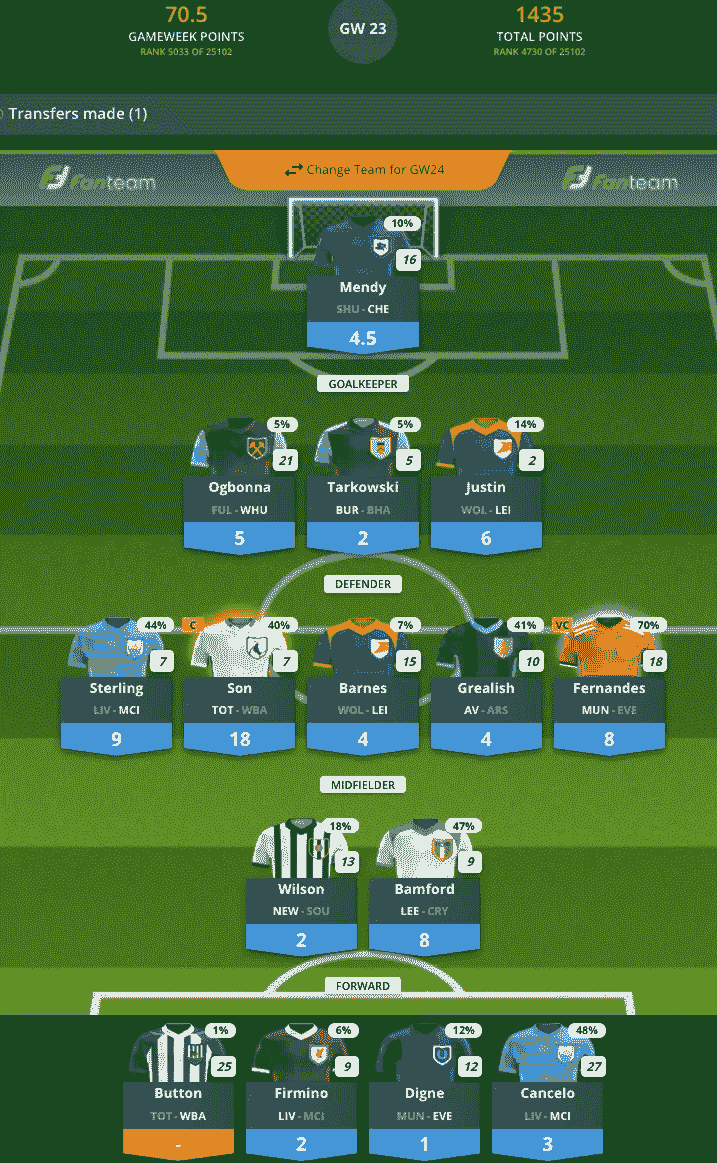 70.5
GAMEWEEK POINTS
RANK 5033 OF 25102
GW 23
1435
TOTAL POINTS
RANK 4730 OF 25102
Transfers made (1)
Fanteam
Change Team for GW24
Fanteam
10%
16
Mendy
SHU - CHE
4.5
GOALKEEPER
5% 5% 14%
21 5 2
Ogbonna Tarkowski Justin
FUL - WHU BUR - BHA WOL - LEI
5 2 6
DEFENDER
44% C 40% 7% 41% VC 70%
7 7 15 10 18
Sterling Son Barnes Grealish Fernandes
LIV - MCI TOT - WBA WOL - LEI AV - ARS MUN - EVE
9 18 4 4 8
MIDFIELDER
18% 47%
13 9
Wilson Bamford
NEW - SOU LEE - CRY
2 8
FORWARD
1% 6% 12% 48%
25 9 12 27
Button Firmino Digne Cancelo
TOT - WBA LIV - MCI MUN - EVE LIV - MCI
- 2 1 3